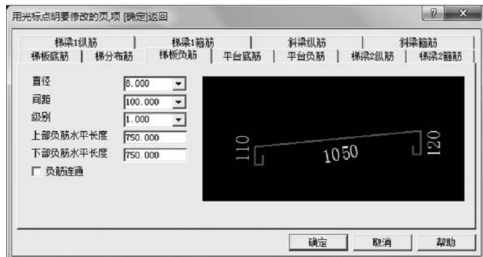 用光标点明要修改的页,项 [确定]返回
梯梁1纵筋 梯梁1箍筋 斜梁纵筋 斜梁箍筋
梯板底筋 梯分布筋 梯板负筋 平台底筋 平台负筋 梯梁2纵筋 梯梁2箍筋
直径 8.000
间距 100.000
级别 1.000
上部负筋水平长度 750.000
下部负筋水平长度 750.000
负筋连通
110 1050 120
确定 取消 帮助